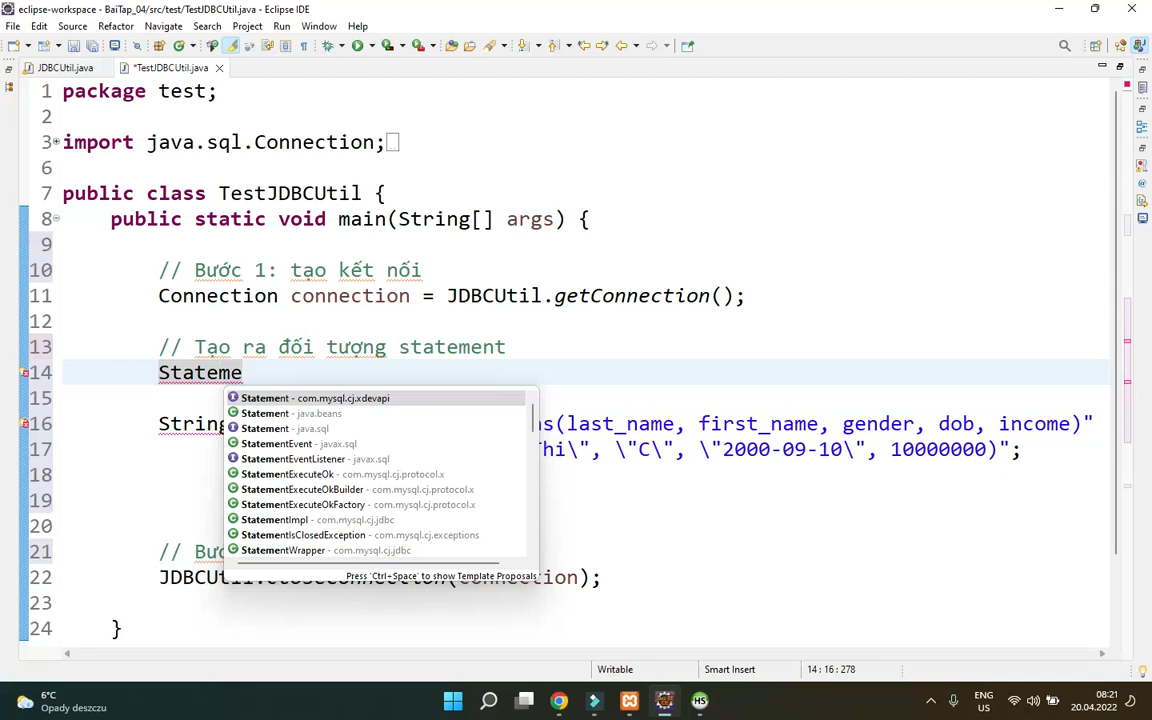 eclipse-workspace - BaiTap_04/src/test/TestJDBCUtil.java - Eclipse IDE
File Edit Source Refactor Navigate Search Project Run Window Help
JDBCUtil.java *TestJDBCUtil.java
1 package test;
2
3 import java.sql.Connection;
6
7 public class TestJDBCUtil {
8 public static void main(String[] args) {
9
10 // Bước 1: tạo kết nối
11 Connection connection = JDBCUtil.getConnection();
12
13 // Tạo ra đối tượng statement
14 Stateme
15
Statement - com.mysql.cj.xdevapi
Statement - java.beans
16 String ns(last_name, first_name, gender, dob, income)"
Statement - java.sql
StatementEvent - javax.sql
17 Thi\", \"C\", \"2000-09-10\", 10000000)";
StatementEventListener - javax.sql
18
StatementExecuteOk - com.mysql.cj.protocol.x
StatementExecuteOkBuilder - com.mysql.cj.protocol.x
19
StatementExecuteOkFactory - com.mysql.cj.protocol.x
StatementImpl - com.mysql.cj.jdbc
20
StatementIsClosedException - com.mysql.cj.exceptions
21 // Bu
StatementWrapper - com.mysql.cj.jdbc
Press 'Ctrl+Space' to show Template Proposals
22 JDBCUtil.closeConnection(connection);
23
24 }
Writable Smart Insert 14 : 16 : 278
6°C
Opady deszczu
HS
ENG
US
08:21
20.04.2022